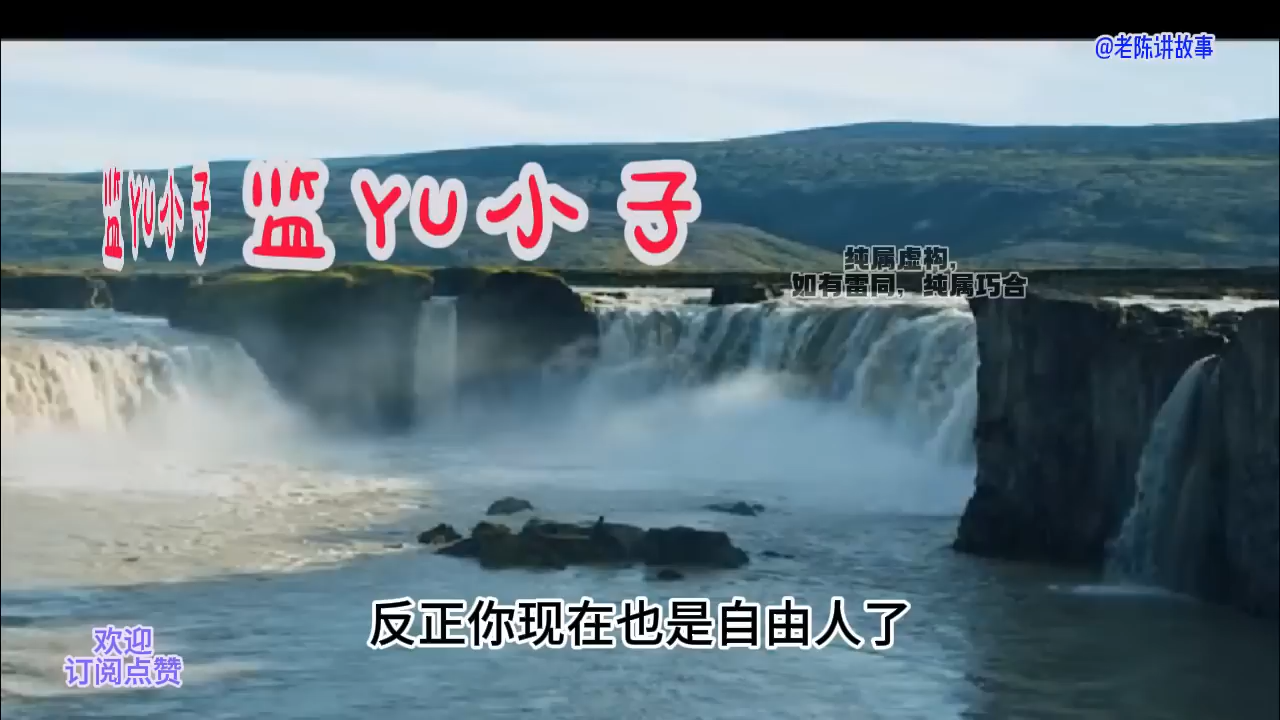 @老陈讲故事
监YU小子 监YU小子
纯属虚构，
如有雷同，纯属巧合
反正你现在也是自由人了
欢迎
订阅点赞